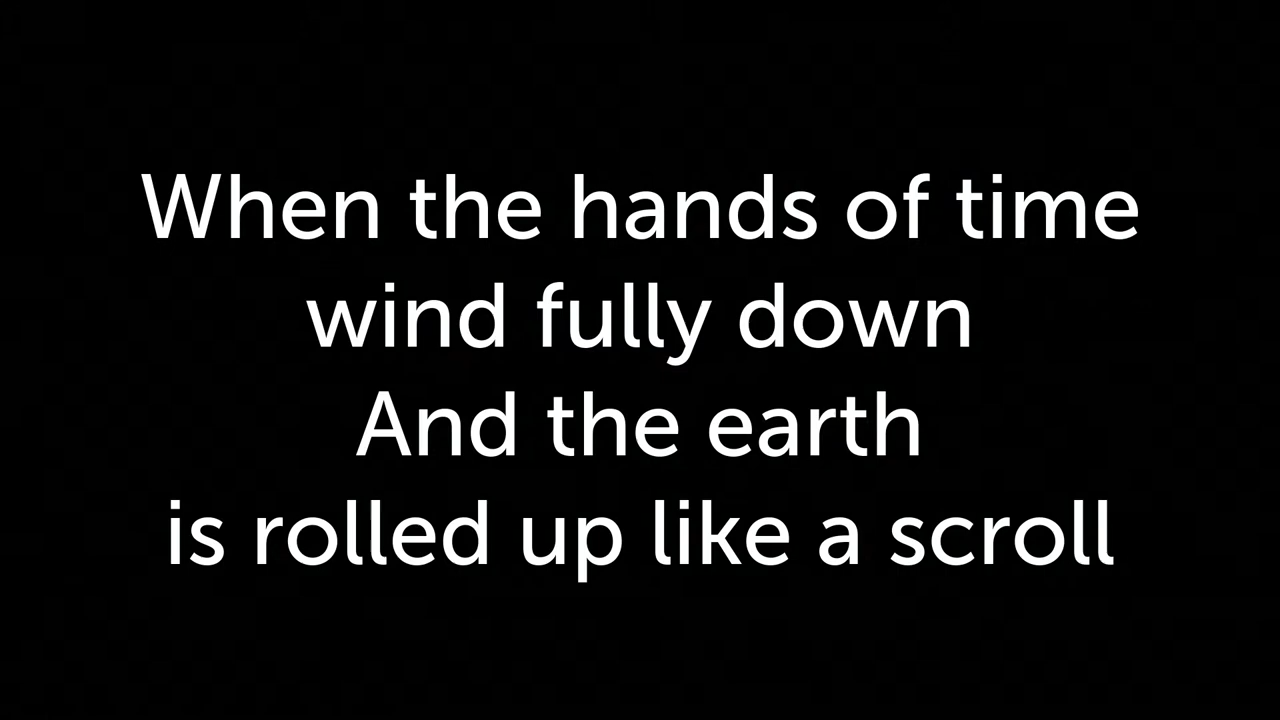 When the hands of time
wind fully down
And the earth
is rolled up like a scroll